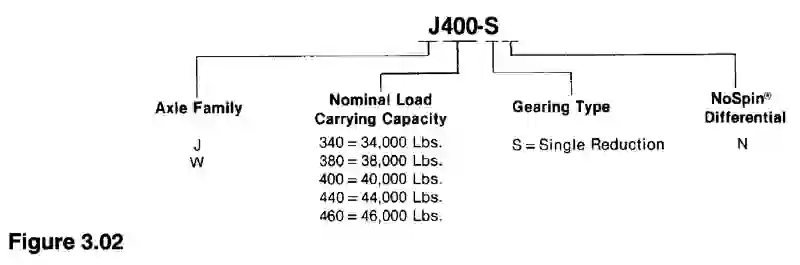 J400-S
Axle Family
J
W
Nominal Load
Carrying Capacity
340 = 34,000 Lbs.
380 = 38,000 Lbs.
400 = 40,000 Lbs.
440 = 44,000 Lbs.
460 = 46,000 Lbs.
Gearing Type
S = Single Reduction
NoSpin®
Differential
N
Figure 3.02